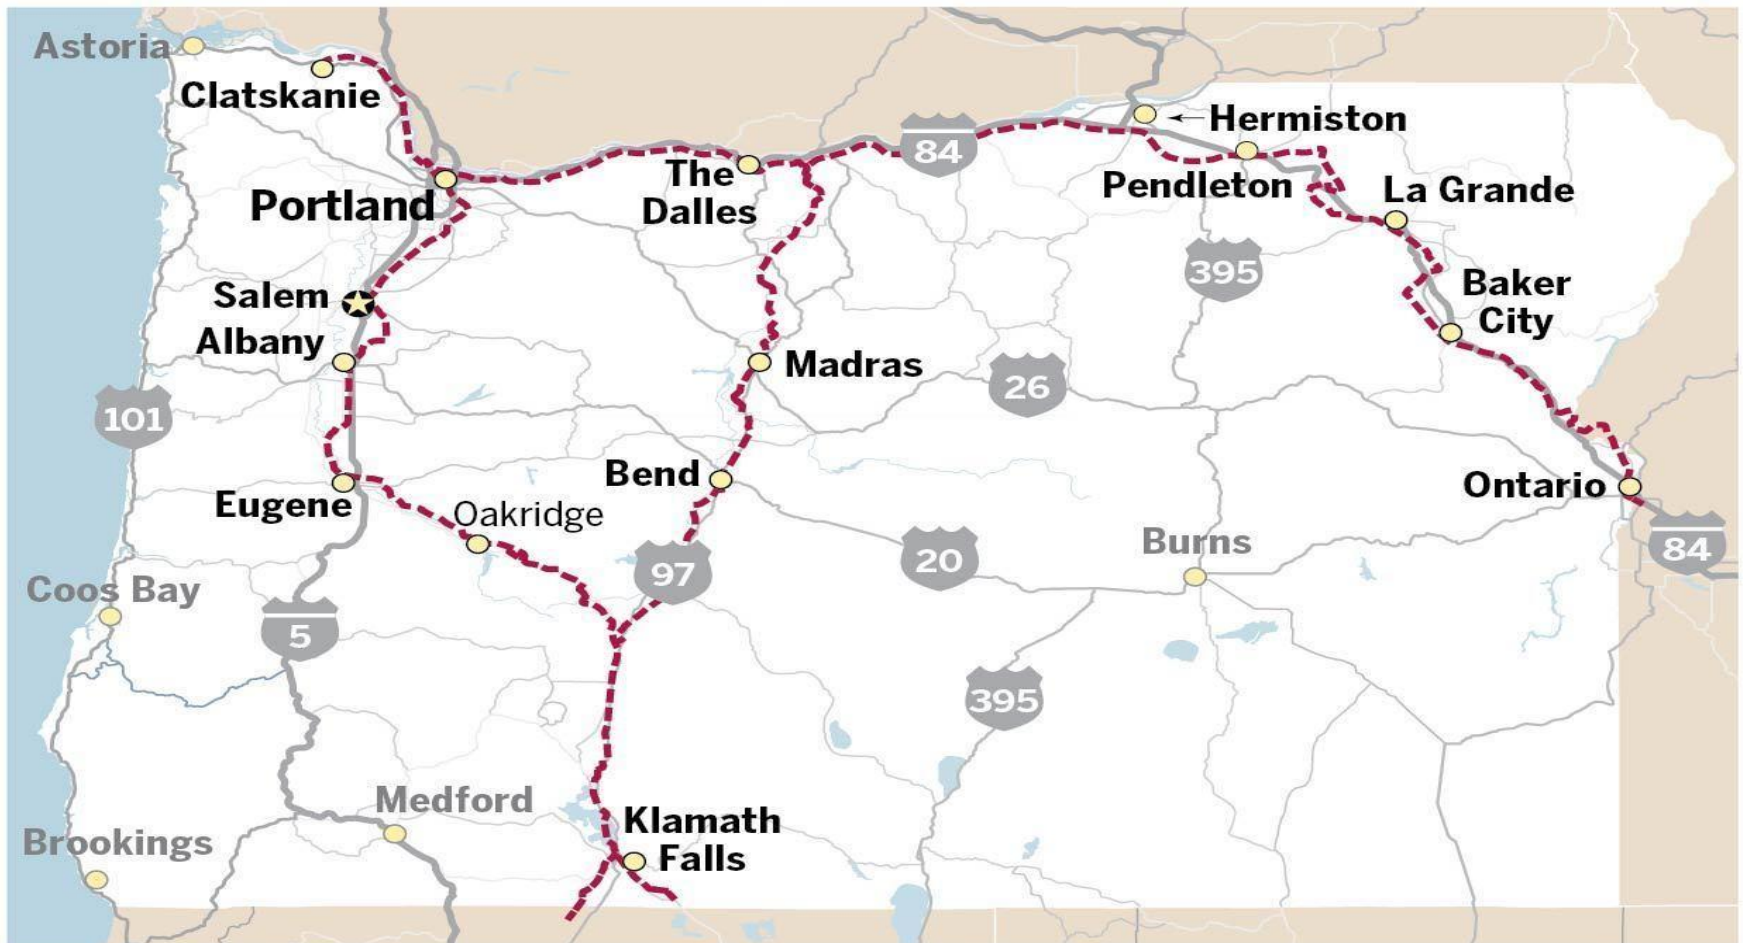 Astoria
Clatskanie
Hermiston
84
The
Dalles
Pendleton
La Grande
Portland
395
Salem
Baker
City
Albany
Madras
26
101
Bend
Eugene
Ontario
Oakridge
Burns
84
20
97
Coos Bay
5
395
Medford
Klamath
Falls
Brookings